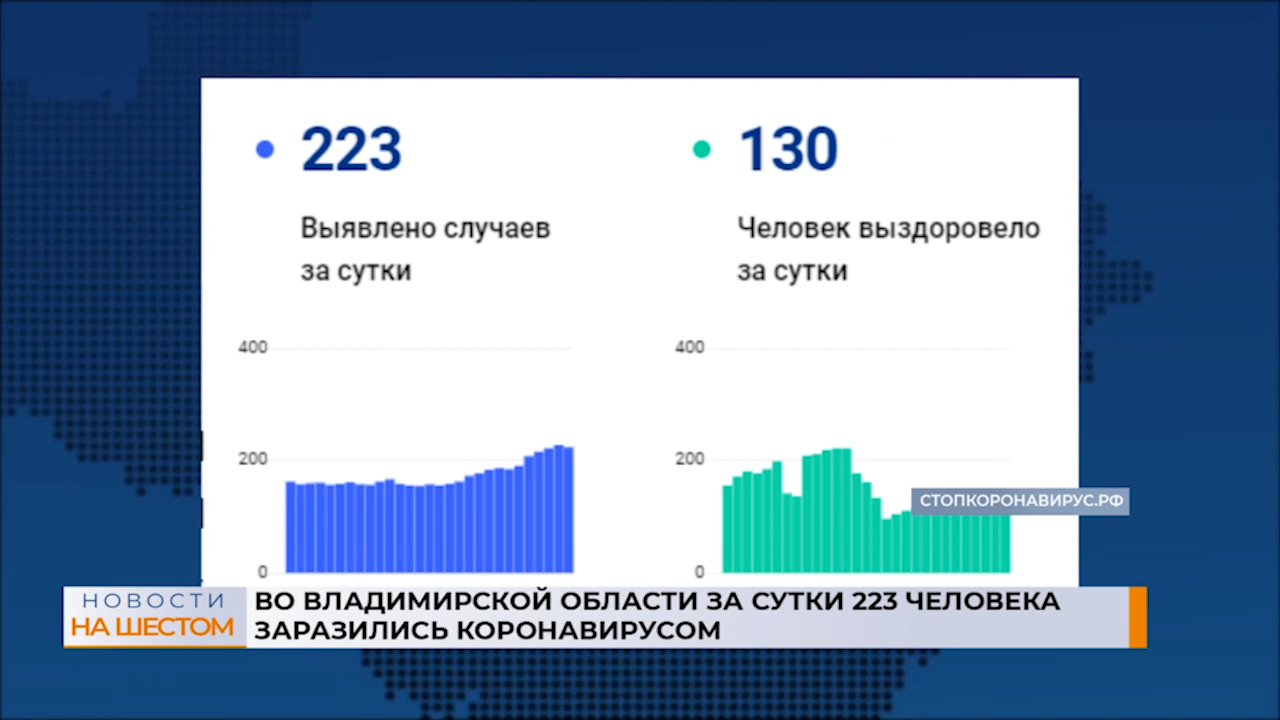 223
Выявлено случаев
за сутки
400
200
0
130
Человек выздоровело
за сутки
400
200
0
СТОПКОРОНАВИРУС.РФ
НОВОСТИ
НА ШЕСТОМ
ВО ВЛАДИМИРСКОЙ ОБЛАСТИ ЗА СУТКИ 223 ЧЕЛОВЕКА
ЗАРАЗИЛИСЬ КОРОНАВИРУСОМ